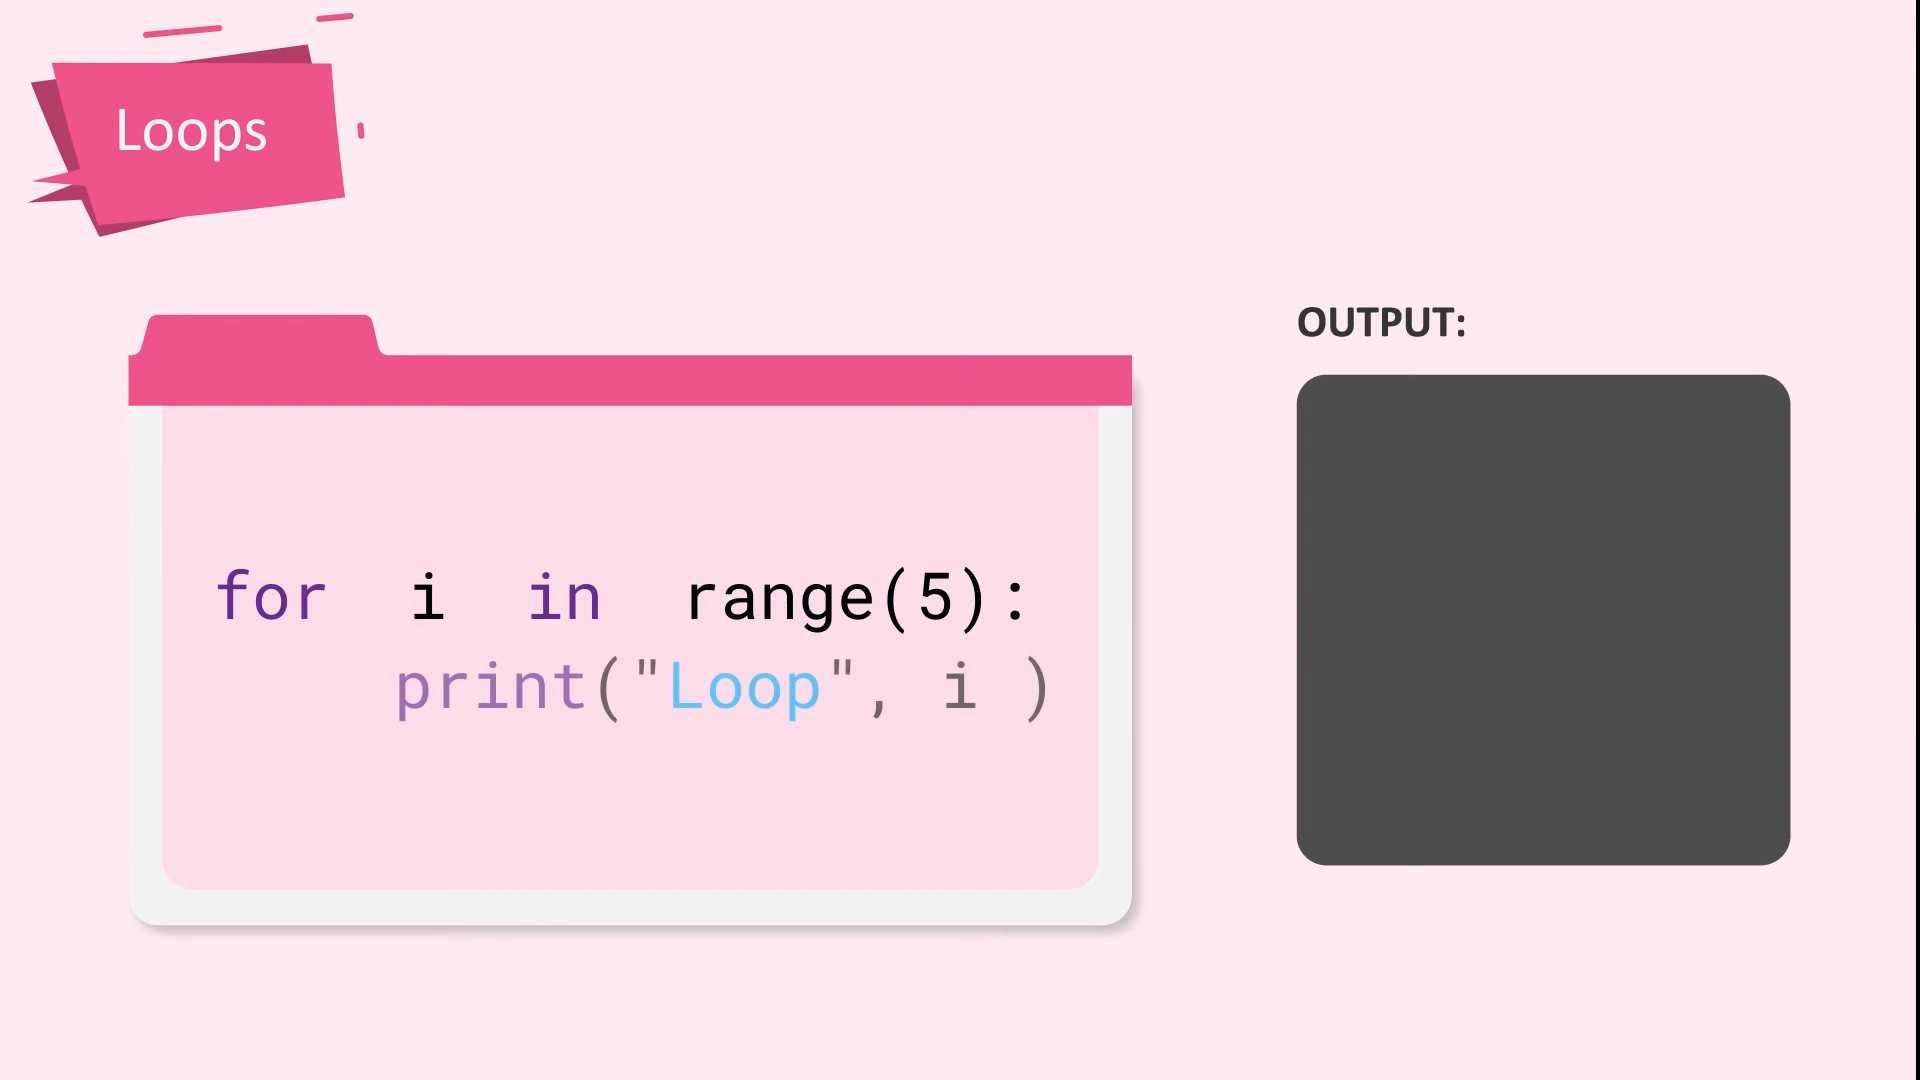 Loops
OUTPUT:
for i in range(5):
print("Loop", i )